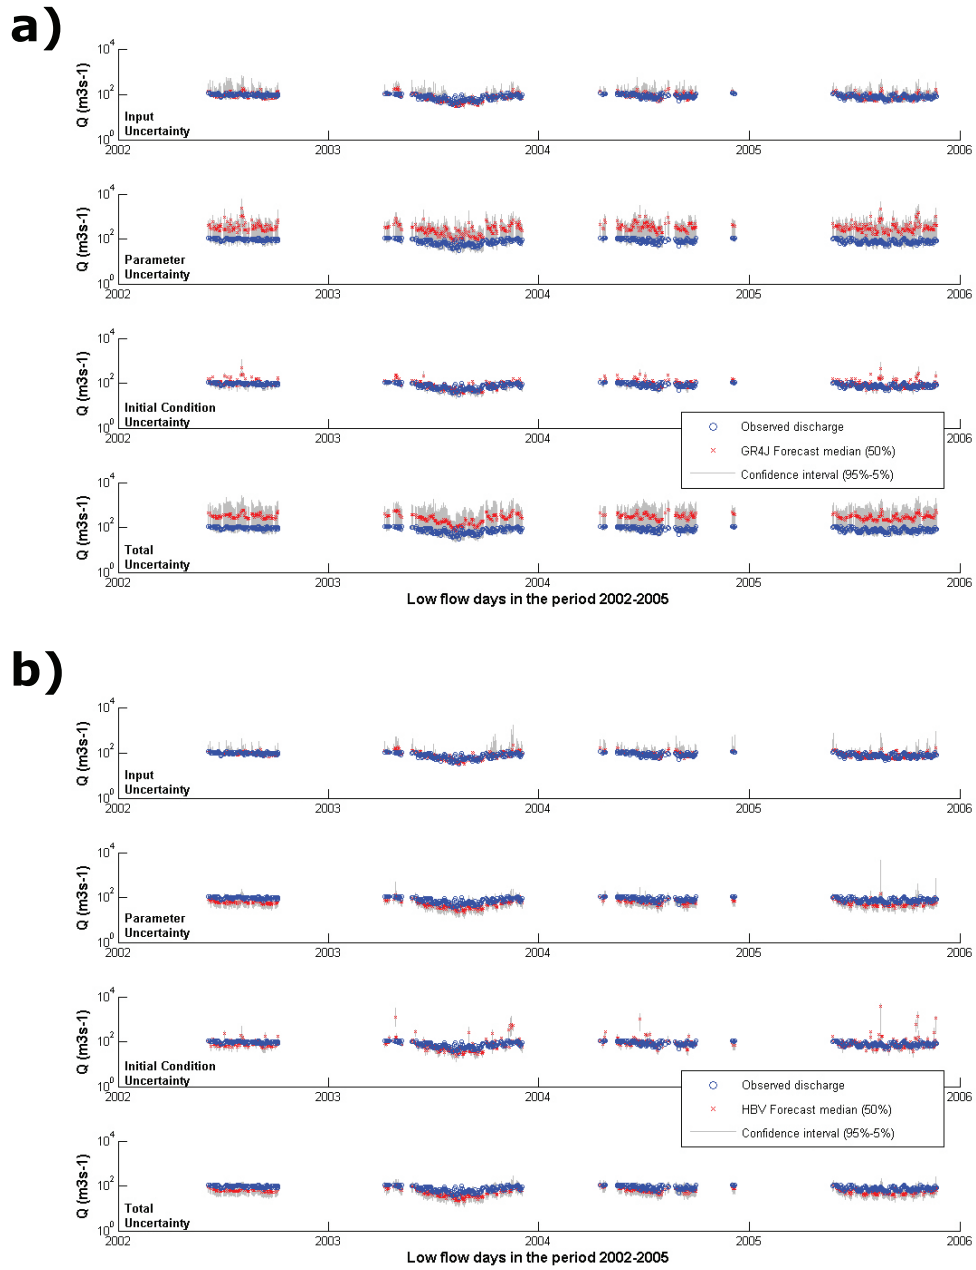 a)
10^4
10^2
10^0
Q (m3s-1)
Input
Uncertainty
2002 2003 2004 2005 2006
10^4
10^2
10^0
Q (m3s-1)
Parameter
Uncertainty
2002 2003 2004 2005 2006
10^4
10^2
10^0
Q (m3s-1)
Initial Condition
Uncertainty
2002 2003 2004 2005 2006
Observed discharge
GR4J Forecast median (50%)
Confidence interval (95%-5%)
10^4
10^2
10^0
Q (m3s-1)
Total
Uncertainty
2002 2003 2004 2005 2006
Low flow days in the period 2002-2005
b)
10^4
10^2
10^0
Q (m3s-1)
Input
Uncertainty
2002 2003 2004 2005 2006
10^4
10^2
10^0
Q (m3s-1)
Parameter
Uncertainty
2002 2003 2004 2005 2006
10^4
10^2
10^0
Q (m3s-1)
Initial Condition
Uncertainty
2002 2003 2004 2005 2006
Observed discharge
HBV Forecast median (50%)
Confidence interval (95%-5%)
10^4
10^2
10^0
Q (m3s-1)
Total
Uncertainty
2002 2003 2004 2005 2006
Low flow days in the period 2002-2005